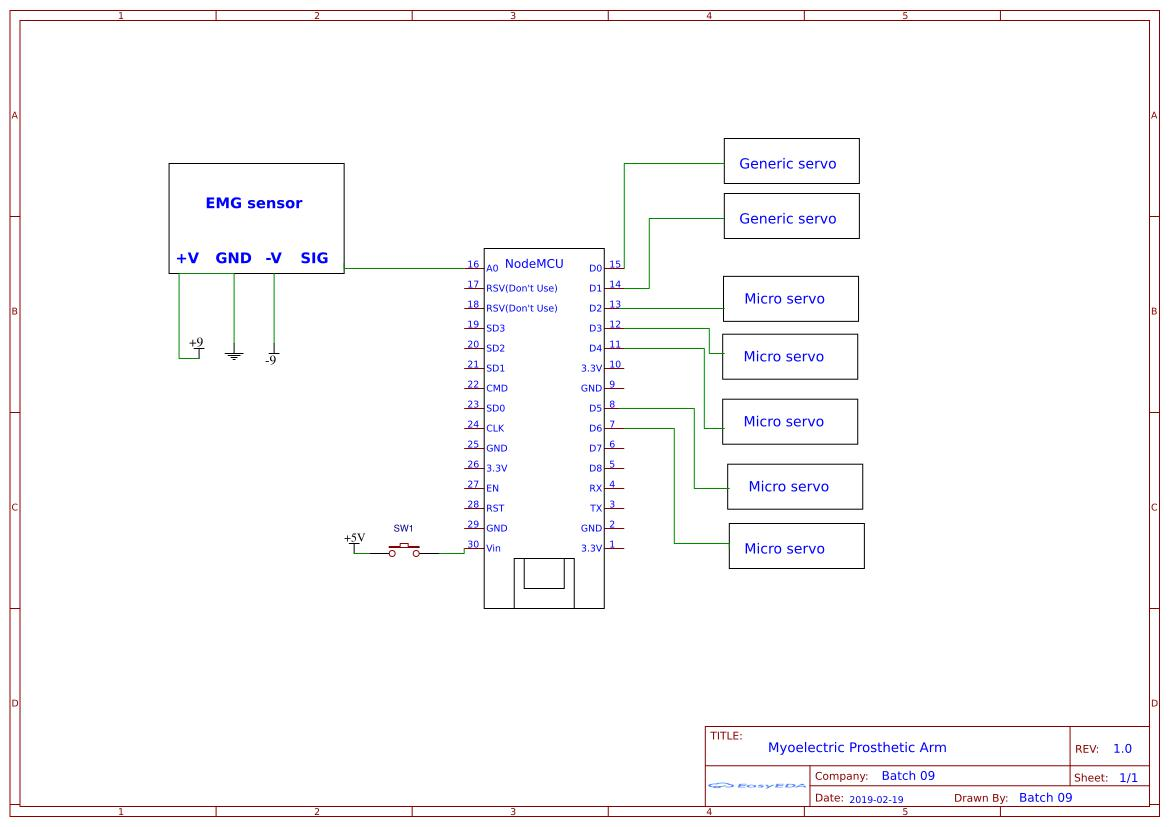 1 2 3 4 5
A A
B B
C C
D D
1 2 3 4 5
EMG sensor
+V GND -V SIG
+9
-9
NodeMCU
16 A0
17 RSV(Don't Use)
18 RSV(Don't Use)
19 SD3
20 SD2
21 SD1
22 CMD
23 SD0
24 CLK
25 GND
26 3.3V
27 EN
28 RST
29 GND
30 Vin
D0 15
D1 14
D2 13
D3 12
D4 11
3.3V 10
GND 9
D5 8
D6 7
D7 6
D8 5
RX 4
TX 3
GND 2
3.3V 1
+5V
SW1
Generic servo
Generic servo
Micro servo
Micro servo
Micro servo
Micro servo
Micro servo
TITLE:
Myoelectric Prosthetic Arm
REV: 1.0
EasyEDA
Company: Batch 09
Sheet: 1/1
Date: 2019-02-19
Drawn By: Batch 09